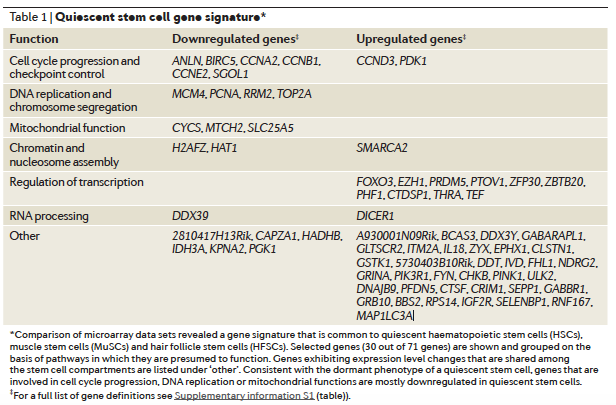 Table 1 | Quiescent stem cell gene signature*
Function Downregulated genes‡ Upregulated genes‡
Cell cycle progression and checkpoint control
ANLN, BIRC5, CCNA2, CCNB1, CCNE2, SGOL1
CCND3, PDK1
DNA replication and chromosome segregation
MCM4, PCNA, RRM2, TOP2A
Mitochondrial function
CYCS, MTCH2, SLC25A5
Chromatin and nucleosome assembly
H2AFZ, HAT1
SMARCA2
Regulation of transcription
FOXO3, EZH1, PRDM5, PTOV1, ZFP30, ZBTB20,
PHF1, CTDSP1, THRA, TEF
RNA processing
DDX39
DICER1
Other
2810417H13Rik, CAPZA1, HADHB,
IDH3A, KPNA2, PGK1
A930001N09Rik, BCAS3, DDX3Y, GABARAPL1,
GLTSCR2, ITM2A, IL18, ZYX, EPHX1, CLSTN1,
GSTK1, 5730403B10Rik, DDT, IVD, FHL1, NDRG2,
GRINA, PIK3R1, FYN, CHKB, PINK1, ULK2,
DNAJB9, PFDN5, CTSF, CRIM1, SEPP1, GABBR1,
GRB10, BBS2, RPS14, IGF2R, SELENBP1, RNF167,
MAP1LC3A
*Comparison of microarray data sets revealed a gene signature that is common to quiescent haematopoietic stem cells (HSCs),
muscle stem cells (MuSCs) and hair follicle stem cells (HFSCs). Selected genes (30 out of 71 genes) are shown and grouped on the
basis of pathways in which they are presumed to function. Genes exhibiting expression level changes that are shared among
the stem cell compartments are listed under 'other'. Consistent with the dormant phenotype of a quiescent stem cell, genes that are
involved in cell cycle progression, DNA replication or mitochondrial functions are mostly downregulated in quiescent stem cells.
‡For a full list of gene definitions see Supplementary information S1 (table)).